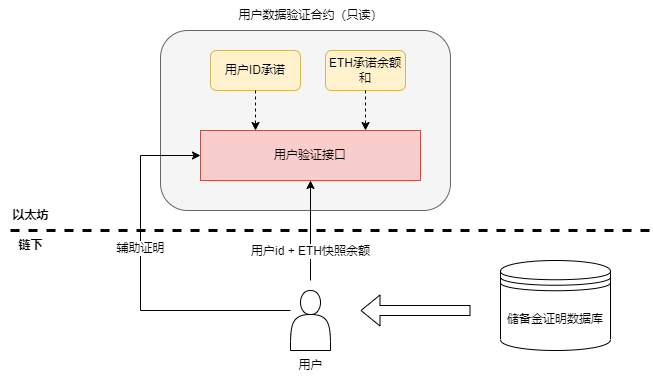 用户数据验证合约（只读）
用户ID承诺
ETH承诺余额
和
用户验证接口
以太坊
链下
辅助证明
用户id + ETH快照余额
储备金证明数据库
用户